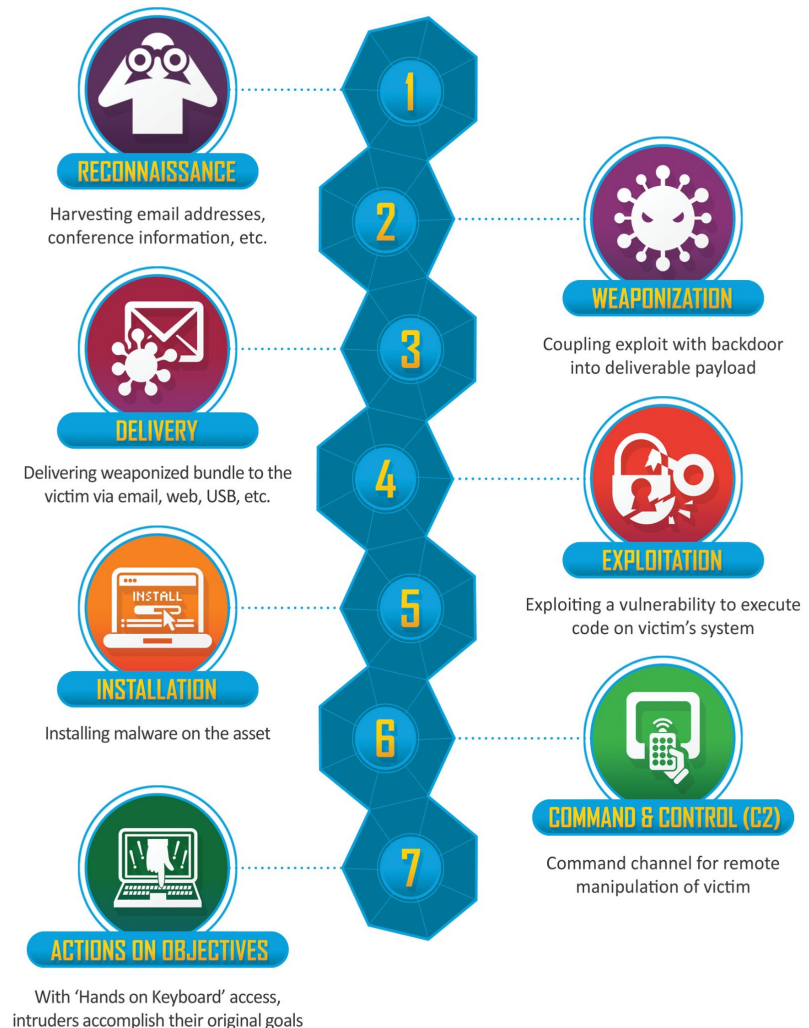 1
RECONNAISSANCE
Harvesting email addresses,
conference information, etc.
2
WEAPONIZATION
Coupling exploit with backdoor
into deliverable payload
3
DELIVERY
Delivering weaponized bundle to the
victim via email, web, USB, etc.
4
EXPLOITATION
Exploiting a vulnerability to execute
code on victim's system
5
INSTALL
INSTALLATION
Installing malware on the asset
6
COMMAND & CONTROL (C2)
Command channel for remote
manipulation of victim
7
ACTIONS ON OBJECTIVES
With ‘Hands on Keyboard’ access,
intruders accomplish their original goals